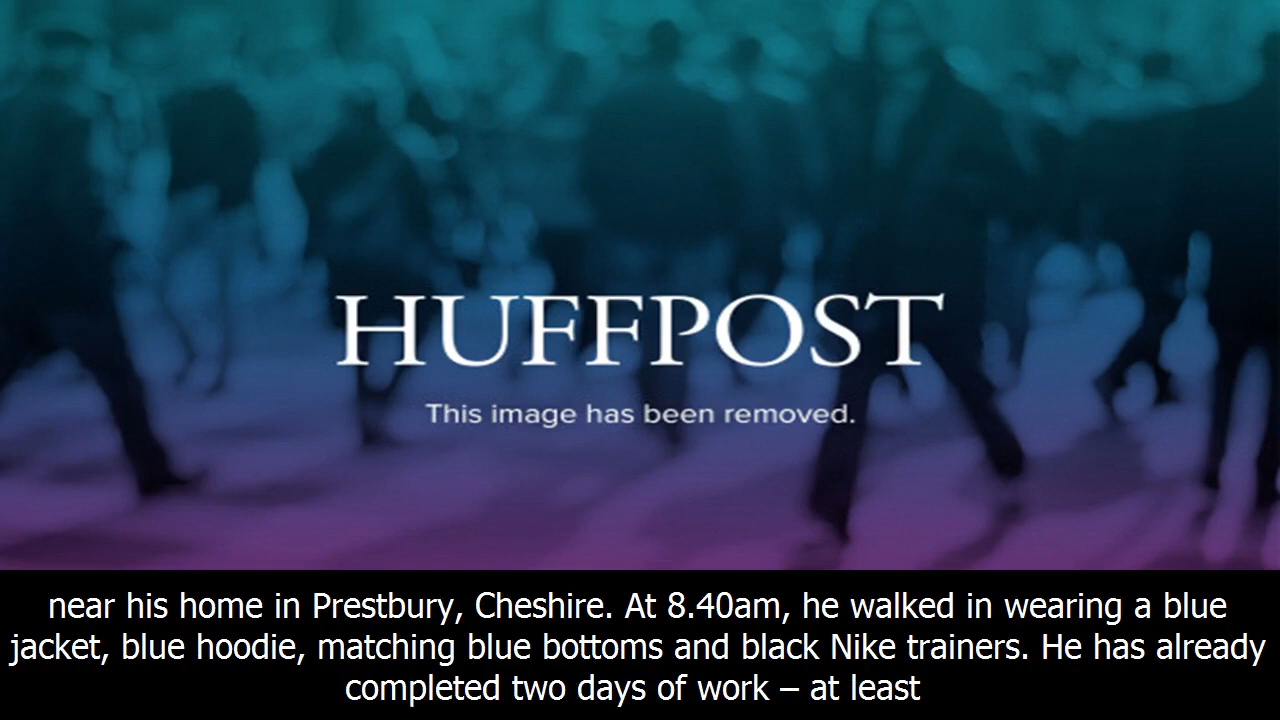 HUFFPOST
This image has been removed.
near his home in Prestbury, Cheshire. At 8.40am, he walked in wearing a blue
jacket, blue hoodie, matching blue bottoms and black Nike trainers. He has already
completed two days of work – at least